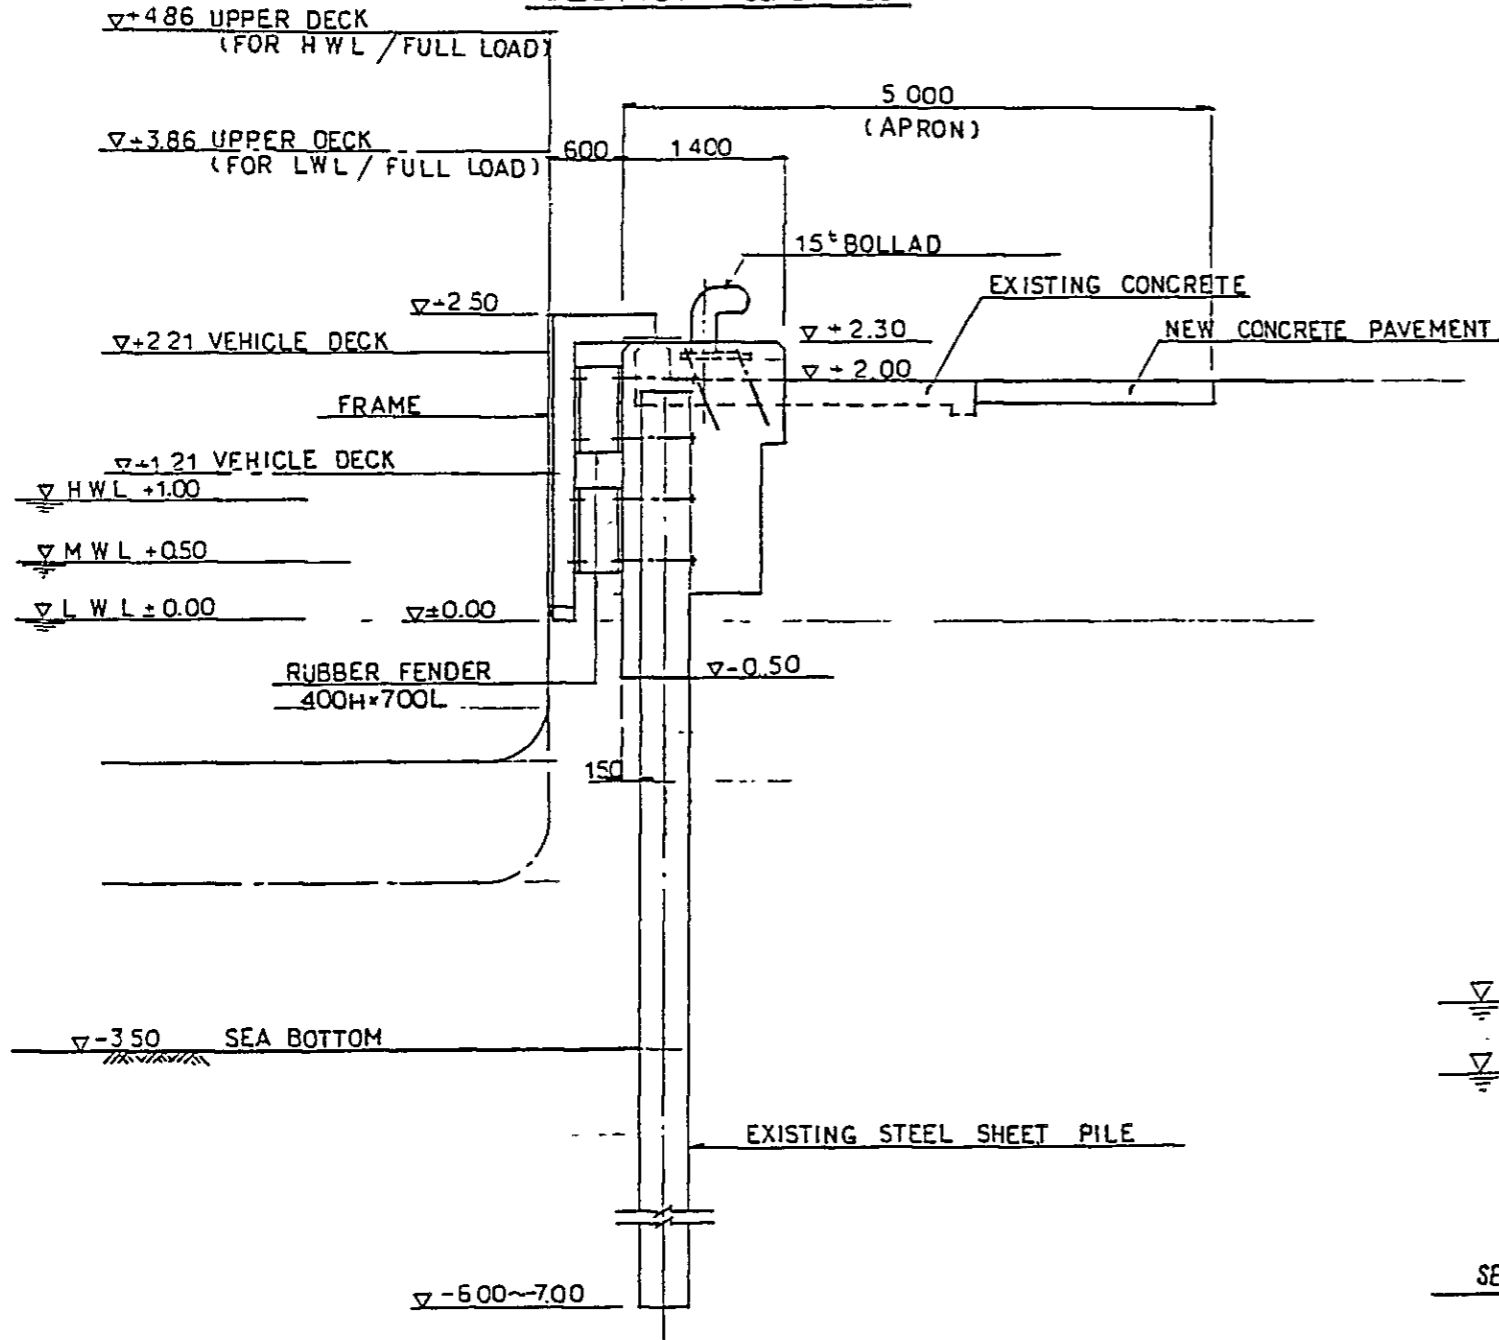 ▽+4.86 UPPER DECK
(FOR HWL / FULL LOAD)
5 000
(APRON)
▽+3.86 UPPER DECK
(FOR LWL / FULL LOAD)
600
1 400
15t BOLLAD
EXISTING CONCRETE
▽+2.50
▽+2.30
NEW CONCRETE PAVEMENT
▽+2.21 VEHICLE DECK
▽+2.00
FRAME
▽+1.21 VEHICLE DECK
▽ HWL +1.00
▽ MWL +0.50
▽ LWL ±0.00
▽±0.00
RUBBER FENDER
400H×700L
▽-0.50
150
▽-3.50 SEA BOTTOM
EXISTING STEEL SHEET PILE
▽-6.00~-7.00